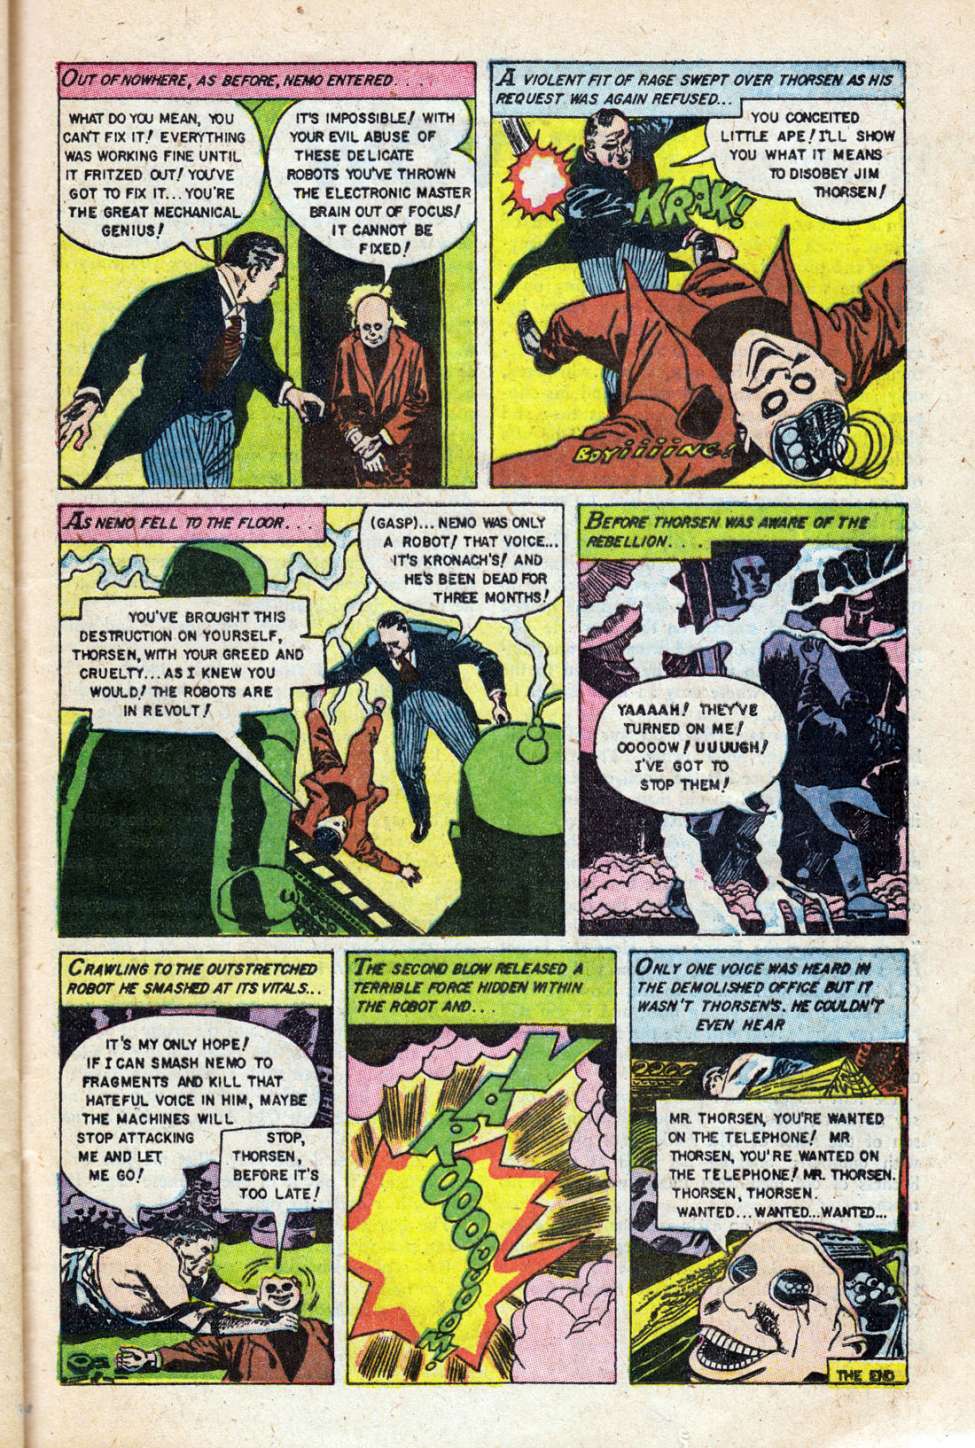 OUT OF NOWHERE, AS BEFORE, NEMO ENTERED....
WHAT DO YOU MEAN, YOU
CAN'T FIX IT! EVERYTHING
WAS WORKING FINE UNTIL
IT FRITZED OUT! YOU'VE
GOT TO FIX IT...YOU'RE
THE GREAT MECHANICAL
GENIUS!
IT'S IMPOSSIBLE! WITH
YOUR EVIL ABUSE OF
THESE DELICATE
ROBOTS YOU'VE THROWN
THE ELECTRONIC MASTER
BRAIN OUT OF FOCUS!
IT CANNOT BE
FIXED!
A VIOLENT FIT OF RAGE SWEPT OVER THORSEN AS HIS
REQUEST WAS AGAIN REFUSED...
YOU CONCEITED
LITTLE APE! I'LL SHOW
YOU WHAT IT MEANS
TO DISOBEY JIM
THORSEN!
KRAK!
BOYiiiiiNG!
AS NEMO FELL TO THE FLOOR...
YOU'VE BROUGHT THIS
DESTRUCTION ON YOURSELF,
THORSEN, WITH YOUR GREED AND
CRUELTY...AS I KNEW YOU
WOULD! THE ROBOTS ARE
IN REVOLT!
(GASP)...NEMO WAS ONLY
A ROBOT! THAT VOICE...
IT'S KRONACH'S! AND
HE'S BEEN DEAD FOR
THREE MONTHS!
BEFORE THORSEN WAS AWARE OF THE
REBELLION....
YAAAAH! THEY'VE
TURNED ON ME!
OOOOOW! UUUUGH!
I'VE GOT TO
STOP THEM!
CRAWLING TO THE OUTSTRETCHED
ROBOT HE SMASHED AT ITS VITALS...
IT'S MY ONLY HOPE!
IF I CAN SMASH NEMO TO
FRAGMENTS AND KILL THAT
HATEFUL VOICE IN HIM, MAYBE
THE MACHINES WILL
STOP ATTACKING
ME AND LET
ME GO!
STOP,
THORSEN,
BEFORE IT'S
TOO LATE!
THE SECOND BLOW RELEASED A
TERRIBLE FORCE HIDDEN WITHIN
THE ROBOT AND...
ONLY ONE VOICE WAS HEARD IN
THE DEMOLISHED OFFICE BUT IT
WASN'T THORSEN'S. HE COULDN'T
EVEN HEAR
MR. THORSEN, YOU'RE WANTED
ON THE TELEPHONE! MR
THORSEN, YOU'RE WANTED ON
THE TELEPHONE! MR. THORSEN.
THORSEN, THORSEN.
WANTED...WANTED...WANTED...
THE END